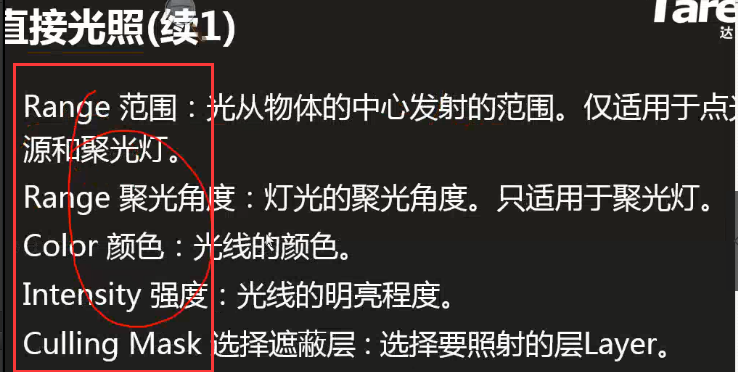 直接光照(续1)
Tare
达
Range 范围：光从物体的中心发射的范围。仅适用于点光
源和聚光灯。
Range 聚光角度：灯光的聚光角度。只适用于聚光灯。
Color 颜色：光线的颜色。
Intensity 强度：光线的明亮程度。
Culling Mask 选择遮蔽层：选择要照射的层Layer。